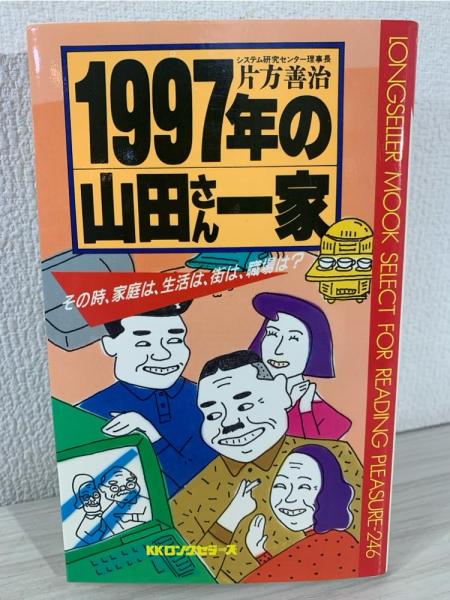 システム研究センター理事長
片方善治
1997年の
山田さん一家
その時、家庭は、生活は、街は、職場は?
KKロングセラーズ
LONGSELLER MOOK SELECT FOR READING PLEASURE-246